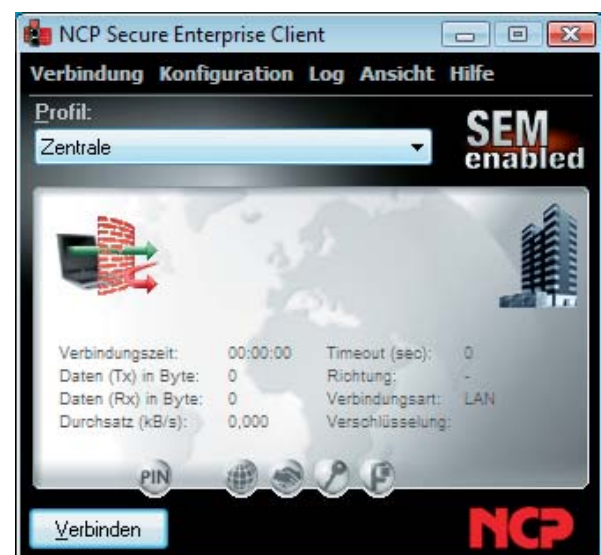 NCP Secure Enterprise Client
Verbindung Konfiguration Log Ansicht Hilfe
Profil:
Zentrale
SEM
enabled
Verbindungszeit: 00:00:00 Timeout (sec): 0
Daten (Tx) in Byte: 0 Richtung: -
Daten (Rx) in Byte: 0 Verbindungsart: LAN
Durchsatz (kB/s): 0,000 Verschlüsselung:
PIN
Verbinden
NCP